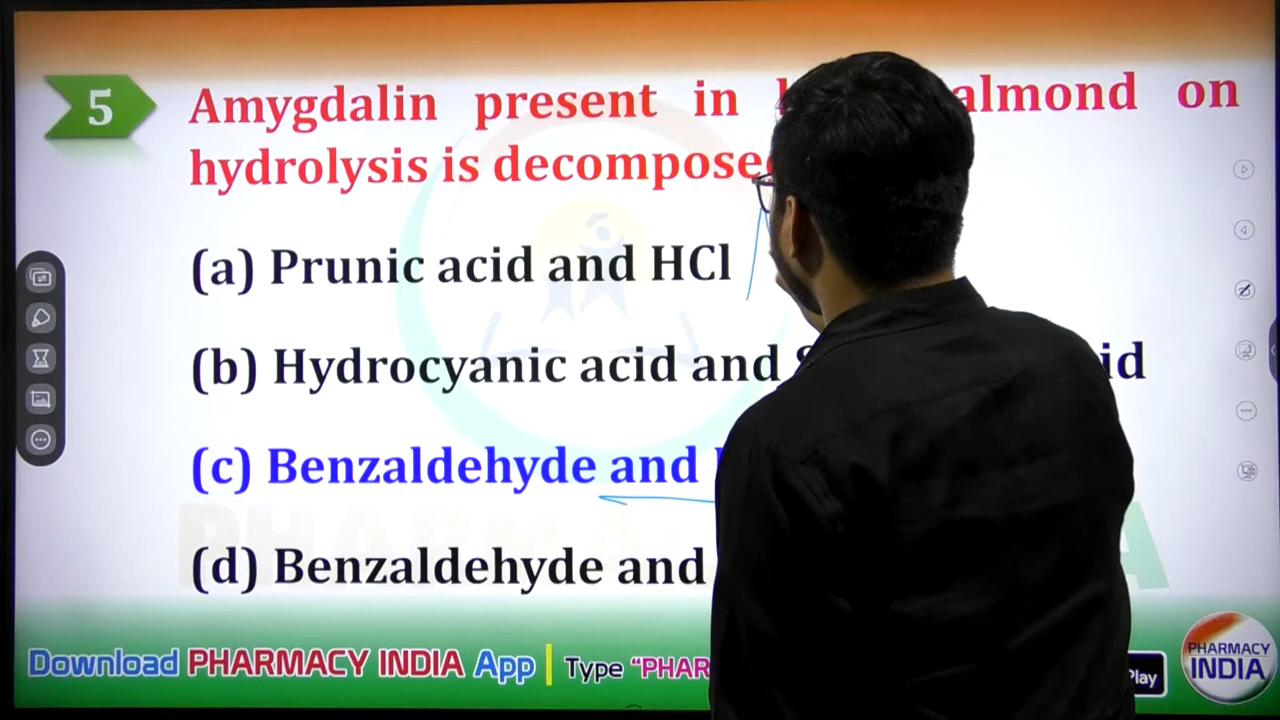 5
Amygdalin present in almond on
hydrolysis is decompose
(a) Prunic acid and HCl
(b) Hydrocyanic acid and
(c) Benzaldehyde and
(d) Benzaldehyde and
Download PHARMACY INDIA App | Type “PHAR
Play
PHARMACY
INDIA